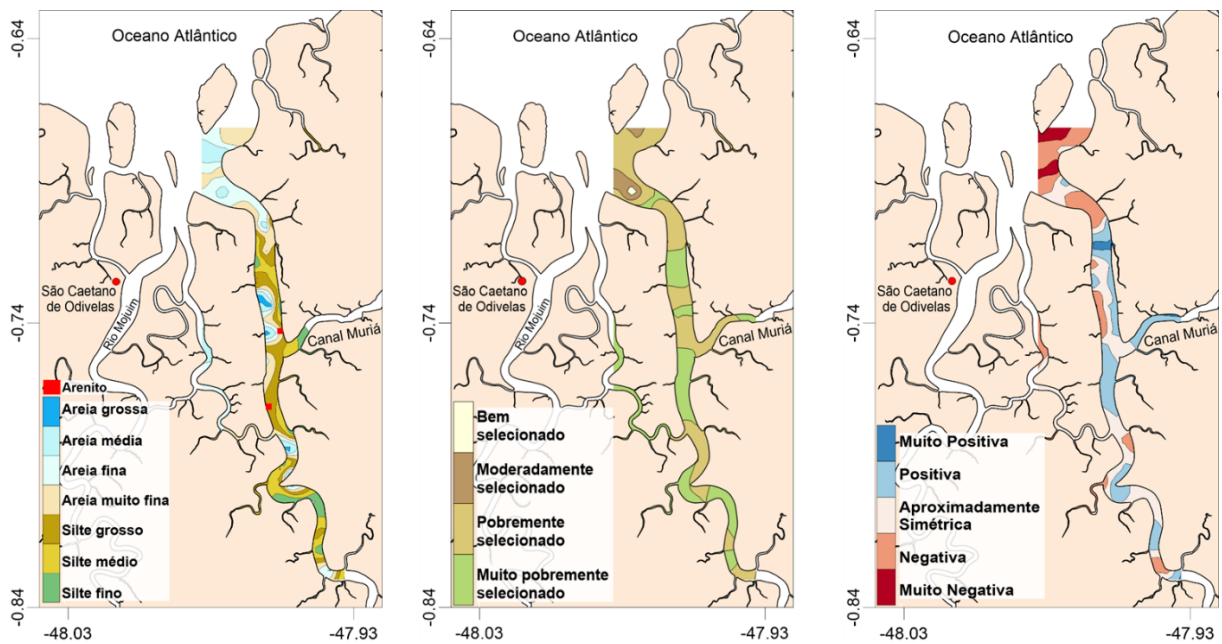 -0.64
Oceano Atlântico
São Caetano
de Odivelas
Rio Mojuim
-0.74
Canal Muriá
Arenito
Areia grossa
Areia média
Areia fina
Areia muito fina
Silte grosso
Silte médio
Silte fino
-0.84
-48.03
-47.93
-0.64
Oceano Atlântico
São Caetano
de Odivelas
Rio Mojuim
-0.74
Canal Muriá
Bem
selecionado
Moderadamente
selecionado
Pobremente
selecionado
Muito pobremente
selecionado
-0.84
-48.03
-47.93
-0.64
Oceano Atlântico
São Caetano
de Odivelas
Rio Mojuim
-0.74
Canal Muriá
Muito Positiva
Positiva
Aproximadamente
Simétrica
Negativa
Muito Negativa
-0.84
-48.03
-47.93